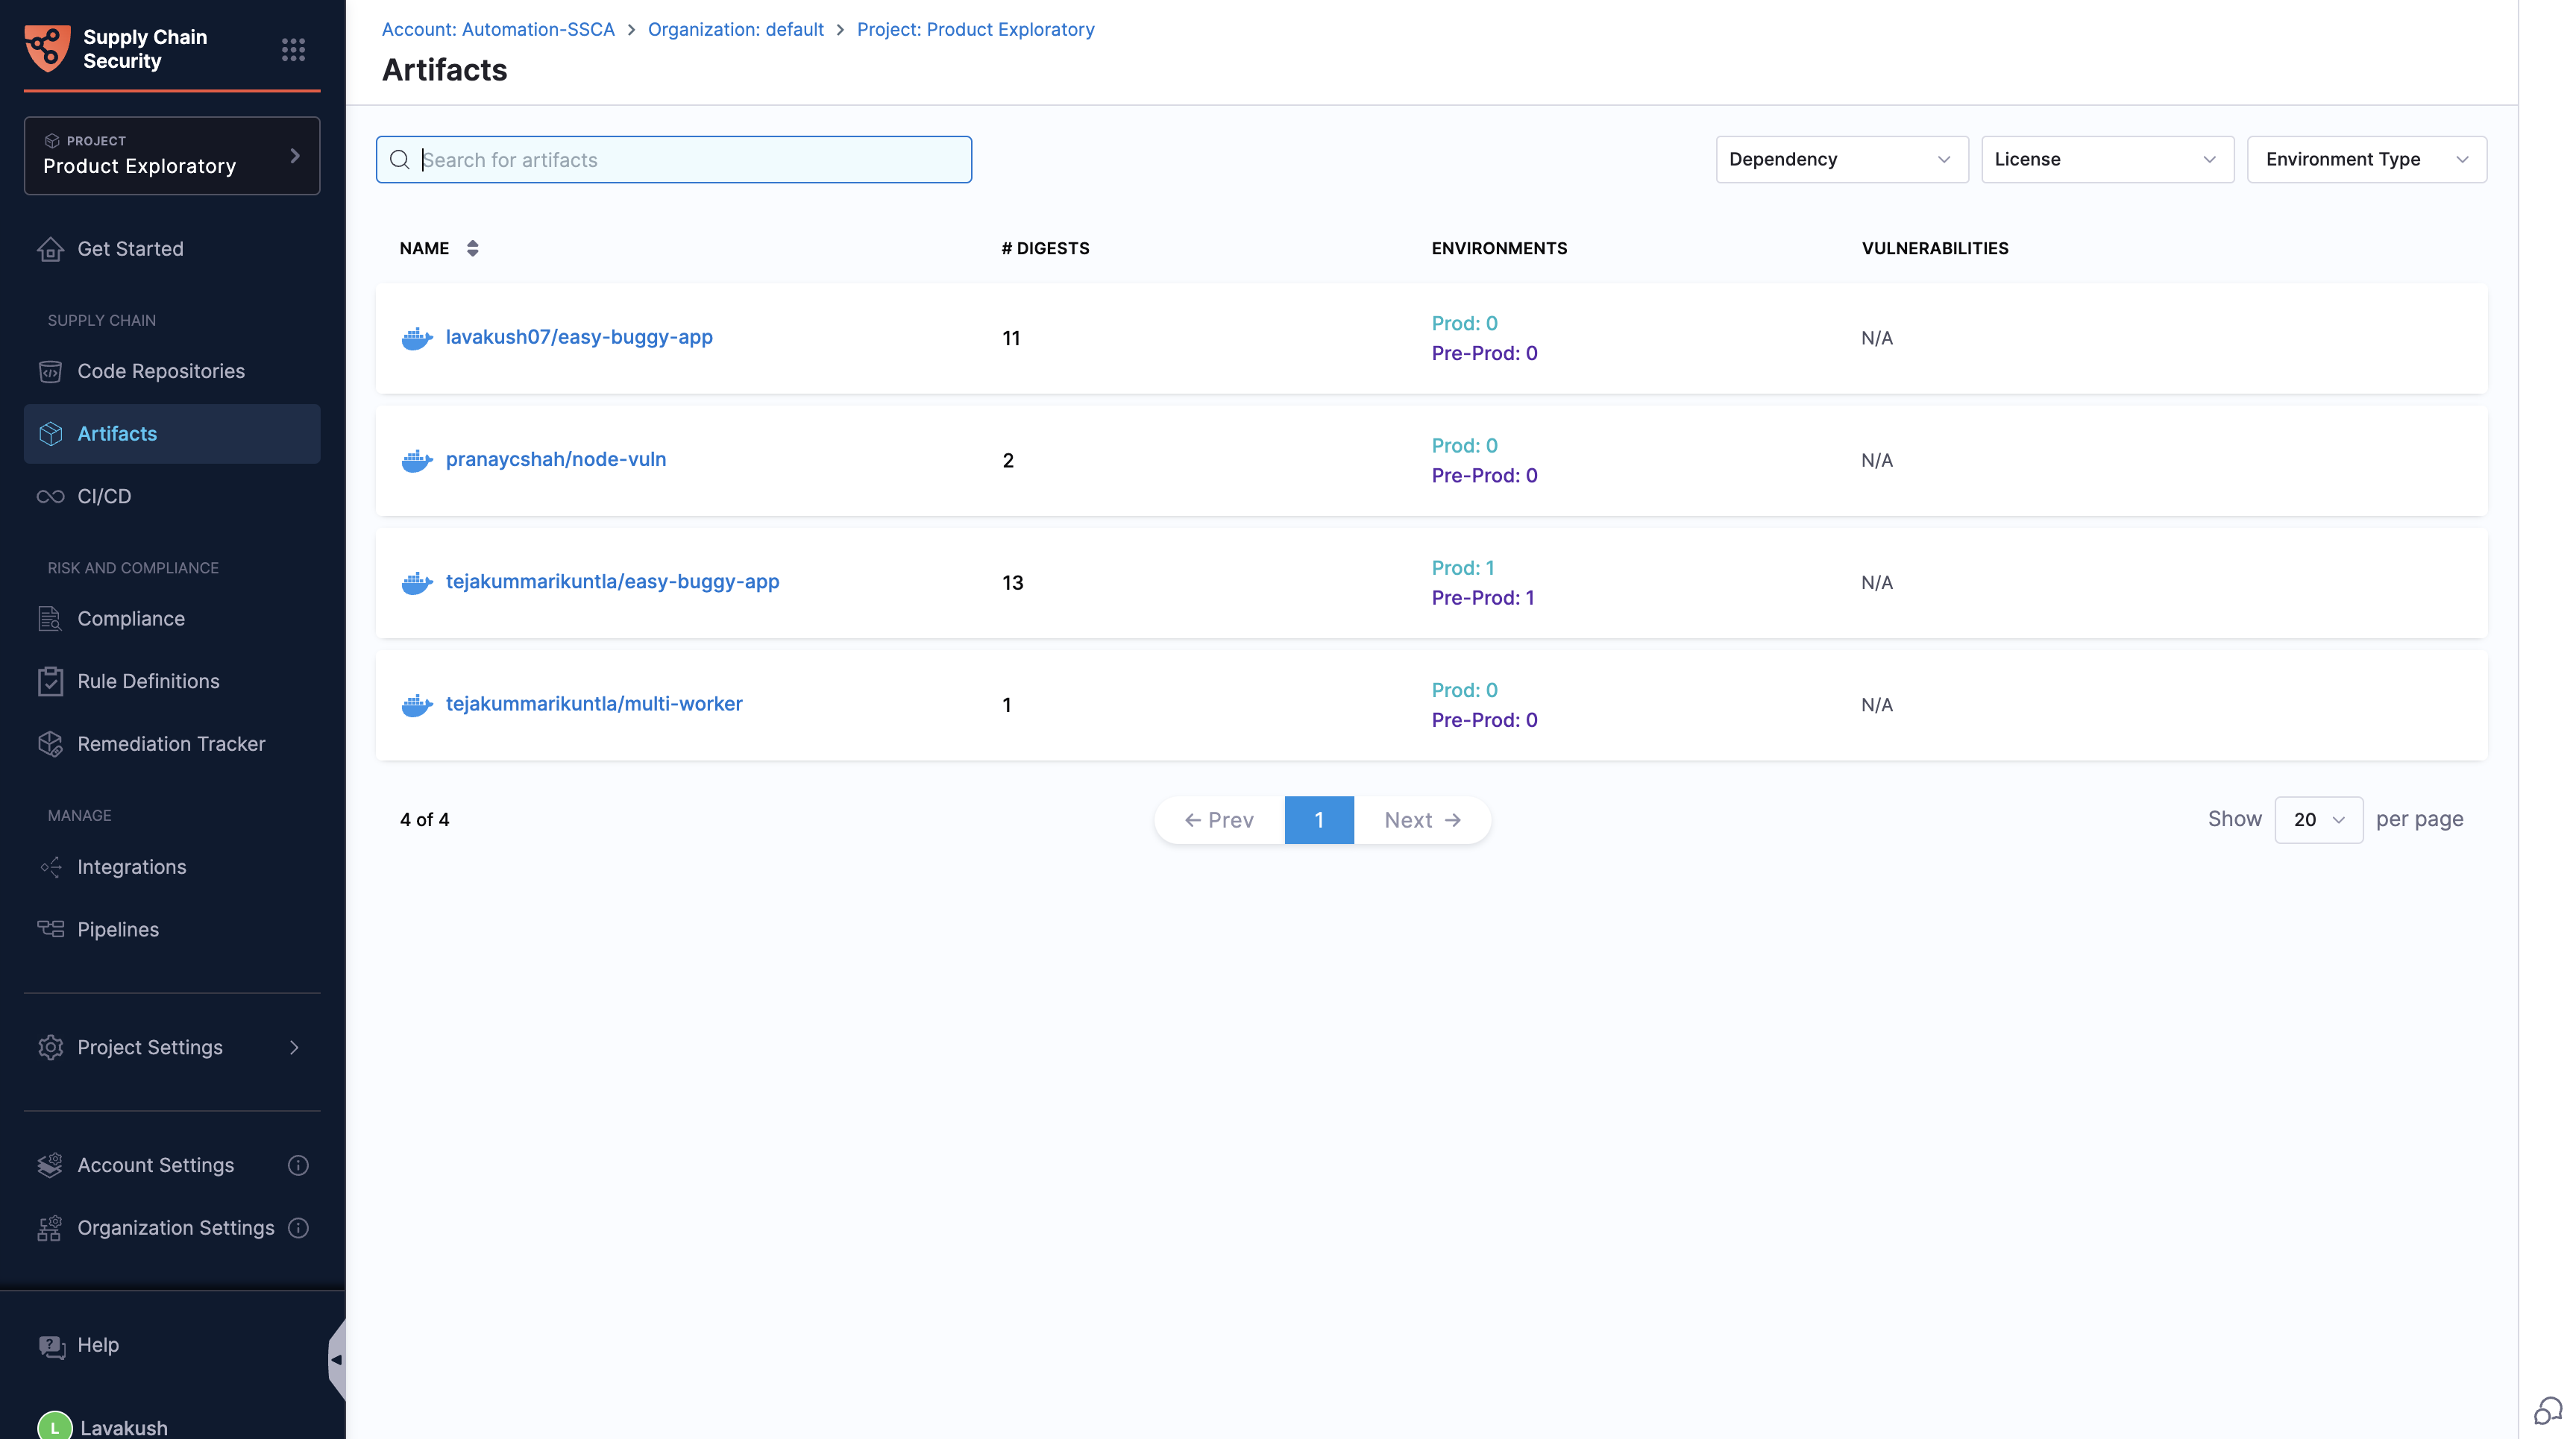 Supply Chain
Security
PROJECT
Product Exploratory
Get Started
SUPPLY CHAIN
Code Repositories
Artifacts
CI/CD
RISK AND COMPLIANCE
Compliance
Rule Definitions
Remediation Tracker
MANAGE
Integrations
Pipelines
Project Settings
Account Settings
Organization Settings
Help
L Lavakush
Account: Automation-SSCA > Organization: default > Project: Product Exploratory
Artifacts
Search for artifacts
Dependency License Environment Type
NAME # DIGESTS ENVIRONMENTS VULNERABILITIES
lavakush07/easy-buggy-app 11 Prod: 0 N/A
Pre-Prod: 0
pranaycshah/node-vuln 2 Prod: 0 N/A
Pre-Prod: 0
tejakummarikuntla/easy-buggy-app 13 Prod: 1 N/A
Pre-Prod: 1
tejakummarikuntla/multi-worker 1 Prod: 0 N/A
Pre-Prod: 0
4 of 4 ← Prev 1 Next → Show 20 per page